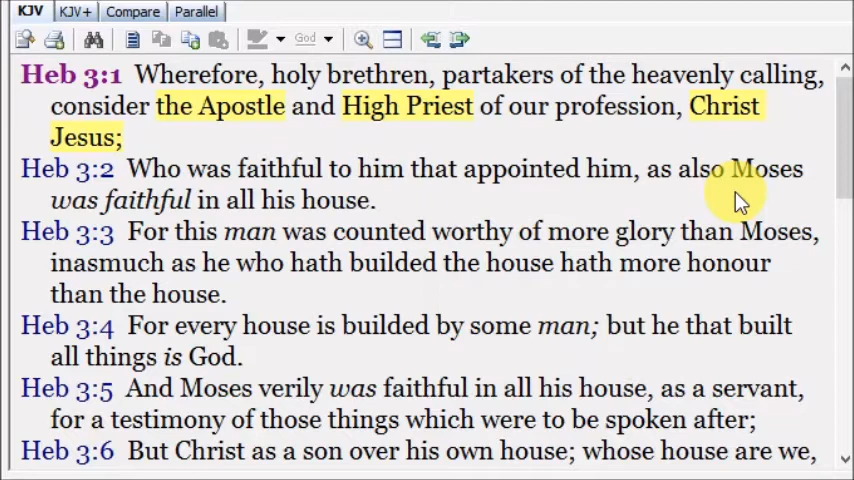 KJV KJV+ Compare Parallel
God
Heb 3:1 Wherefore, holy brethren, partakers of the heavenly calling,
consider the Apostle and High Priest of our profession, Christ
Jesus;
Heb 3:2 Who was faithful to him that appointed him, as also Moses
was faithful in all his house.
Heb 3:3 For this man was counted worthy of more glory than Moses,
inasmuch as he who hath builded the house hath more honour
than the house.
Heb 3:4 For every house is builded by some man; but he that built
all things is God.
Heb 3:5 And Moses verily was faithful in all his house, as a servant,
for a testimony of those things which were to be spoken after;
Heb 3:6 But Christ as a son over his own house; whose house are we,